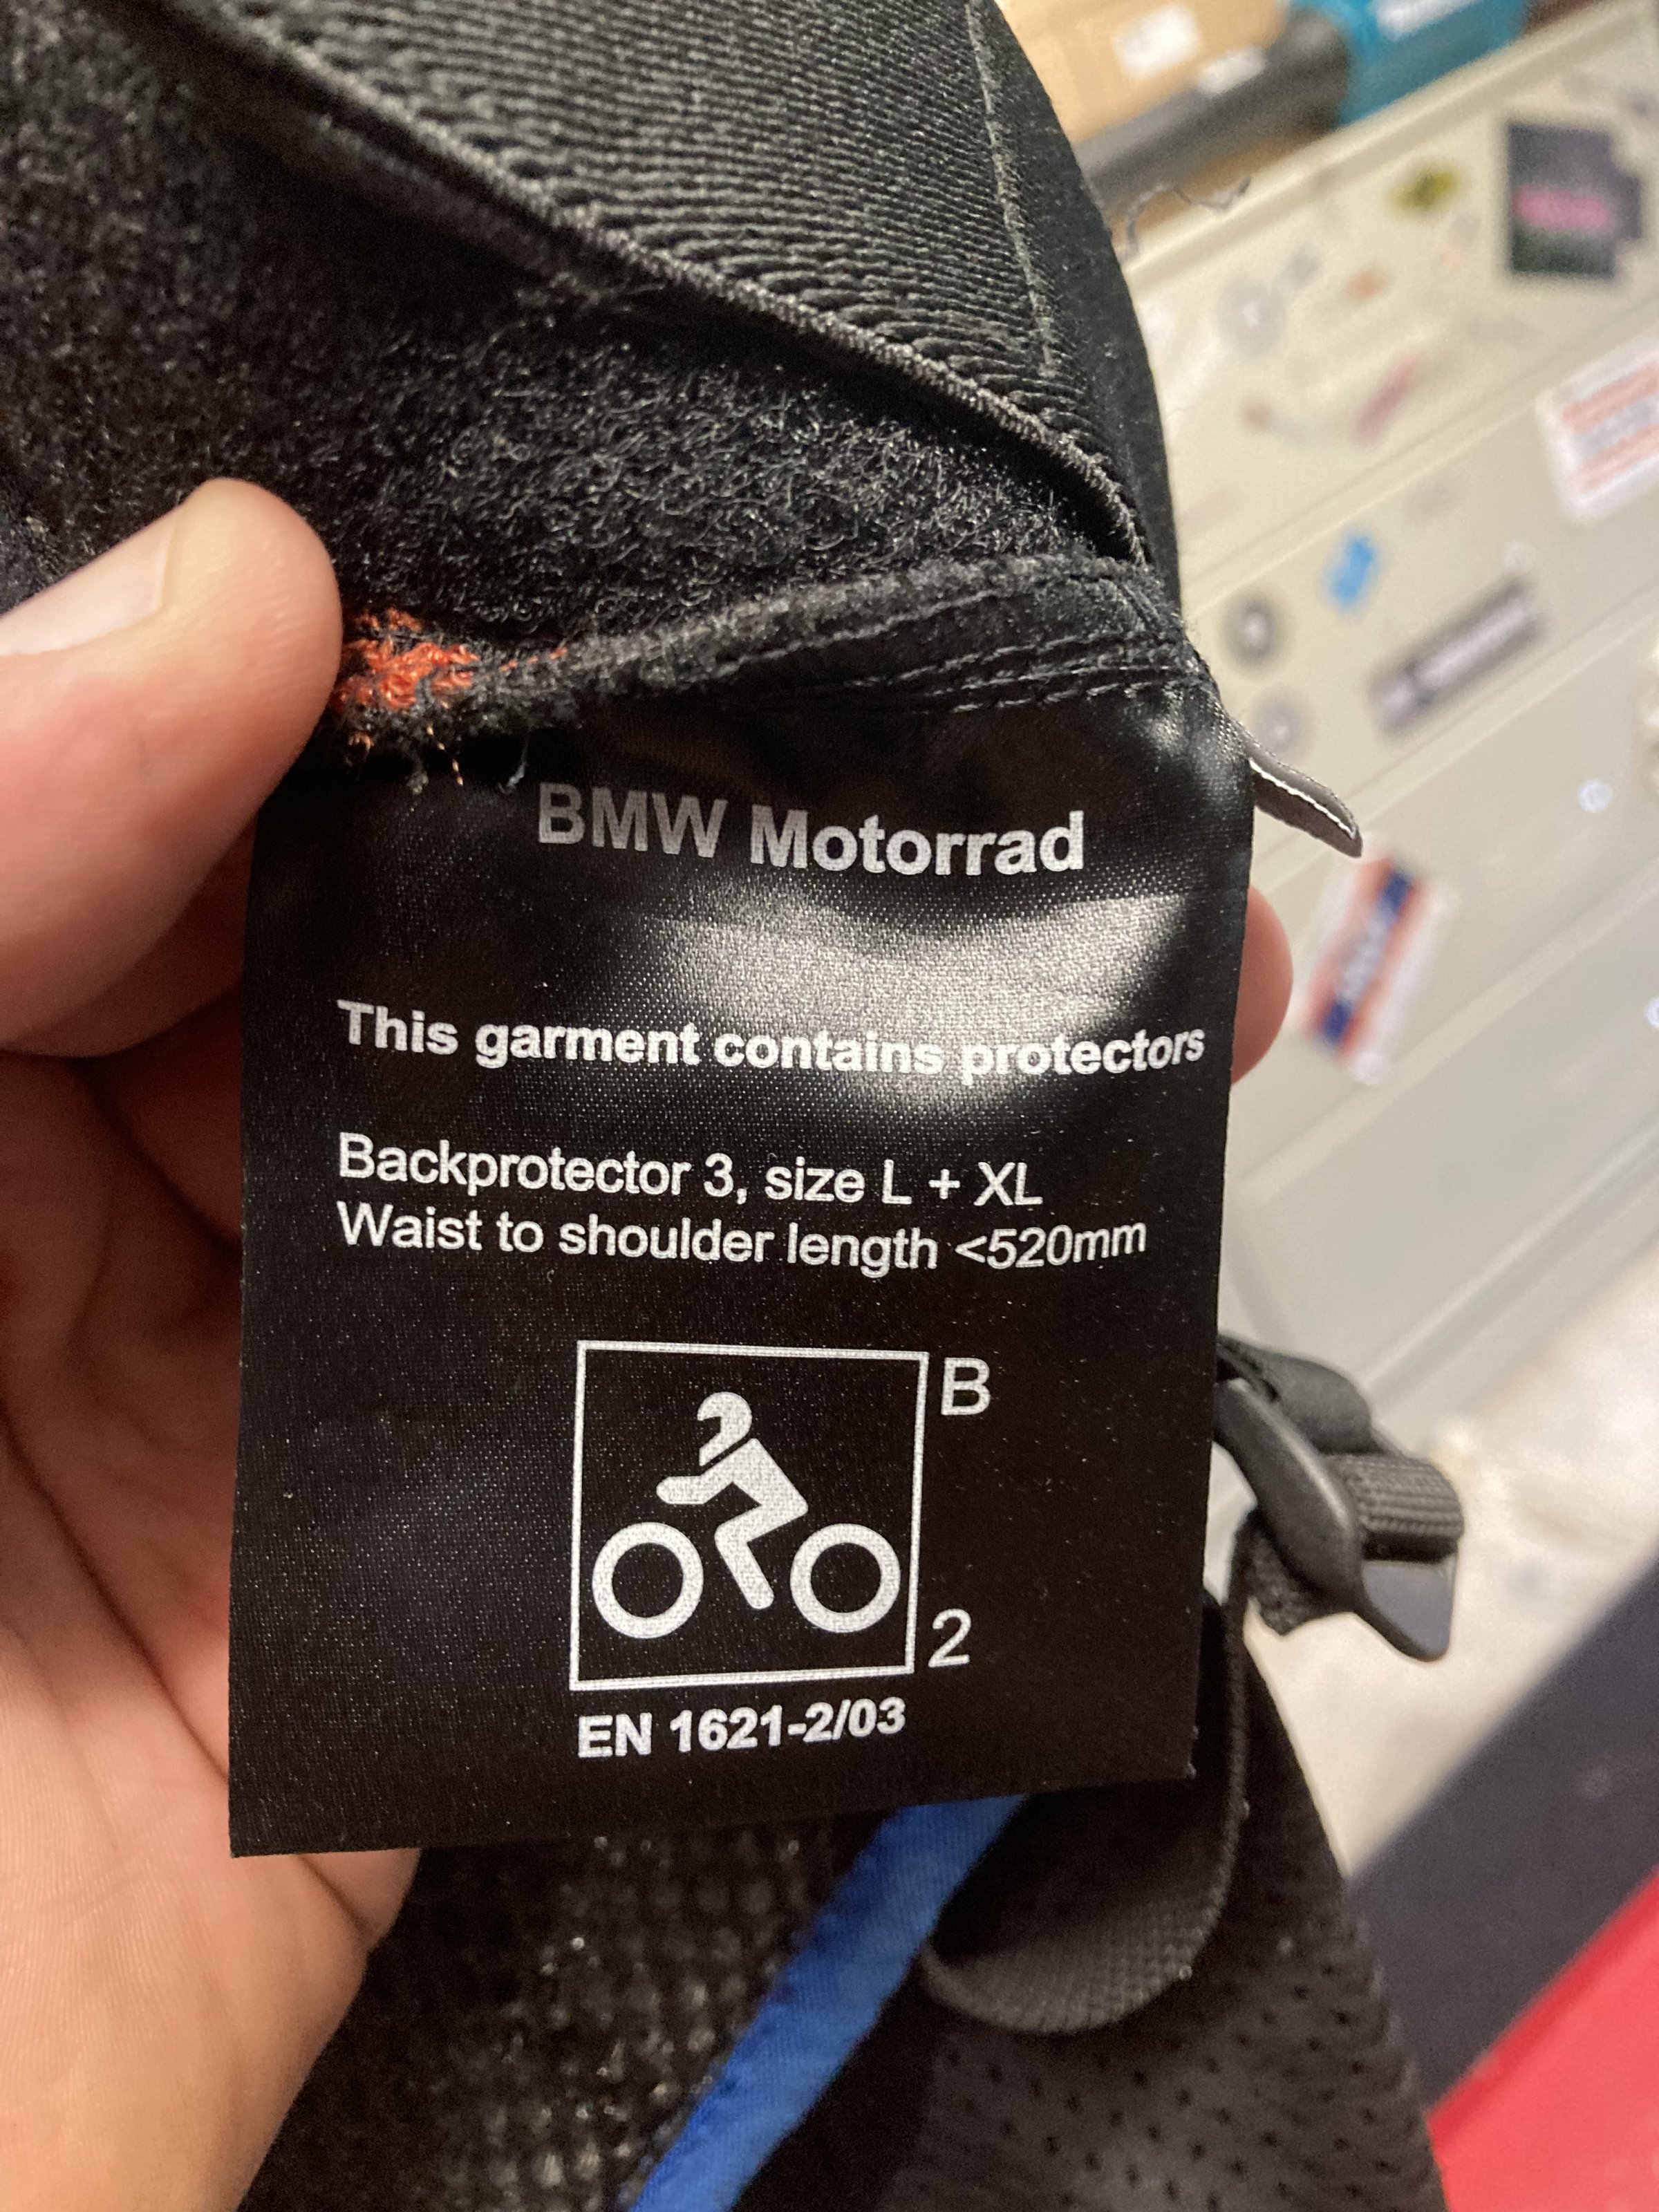 BMW Motorrad
This garment contains protectors
Backprotector 3, size L + XL
Waist to shoulder length <520mm
B
2
EN 1621-2/03